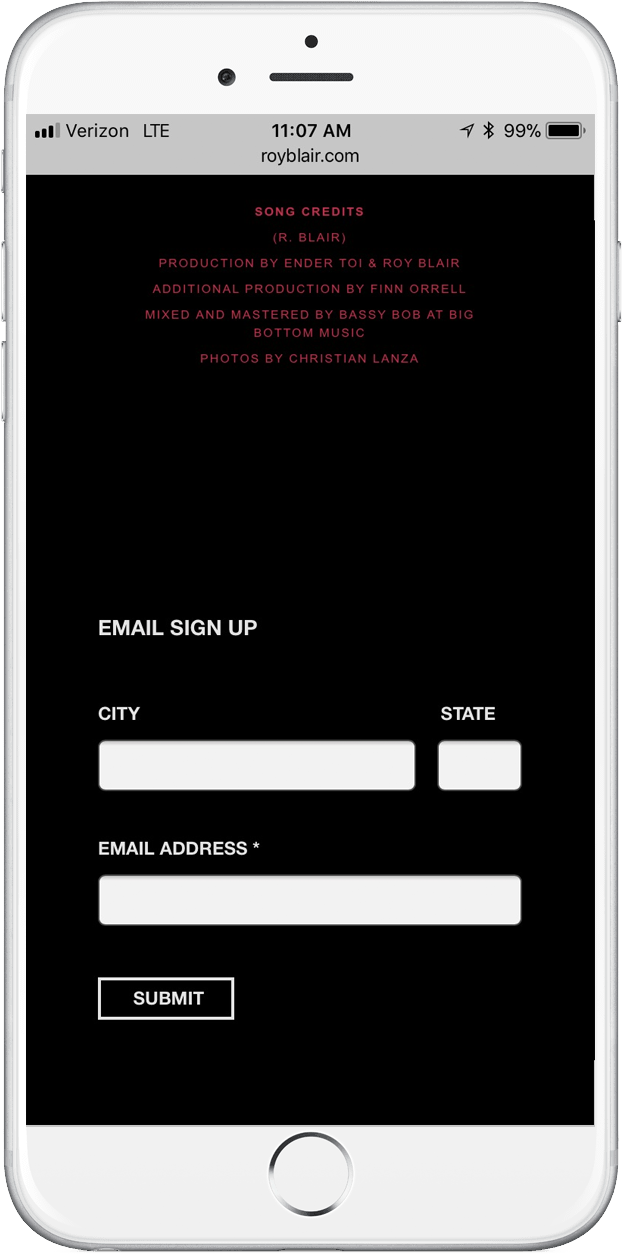 Verizon LTE 11:07 AM 99%
royblair.com
SONG CREDITS
(R. BLAIR)
PRODUCTION BY ENDER TOI & ROY BLAIR
ADDITIONAL PRODUCTION BY FINN ORRELL
MIXED AND MASTERED BY BASSY BOB AT BIG
BOTTOM MUSIC
PHOTOS BY CHRISTIAN LANZA
EMAIL SIGN UP
CITY STATE
EMAIL ADDRESS *
SUBMIT